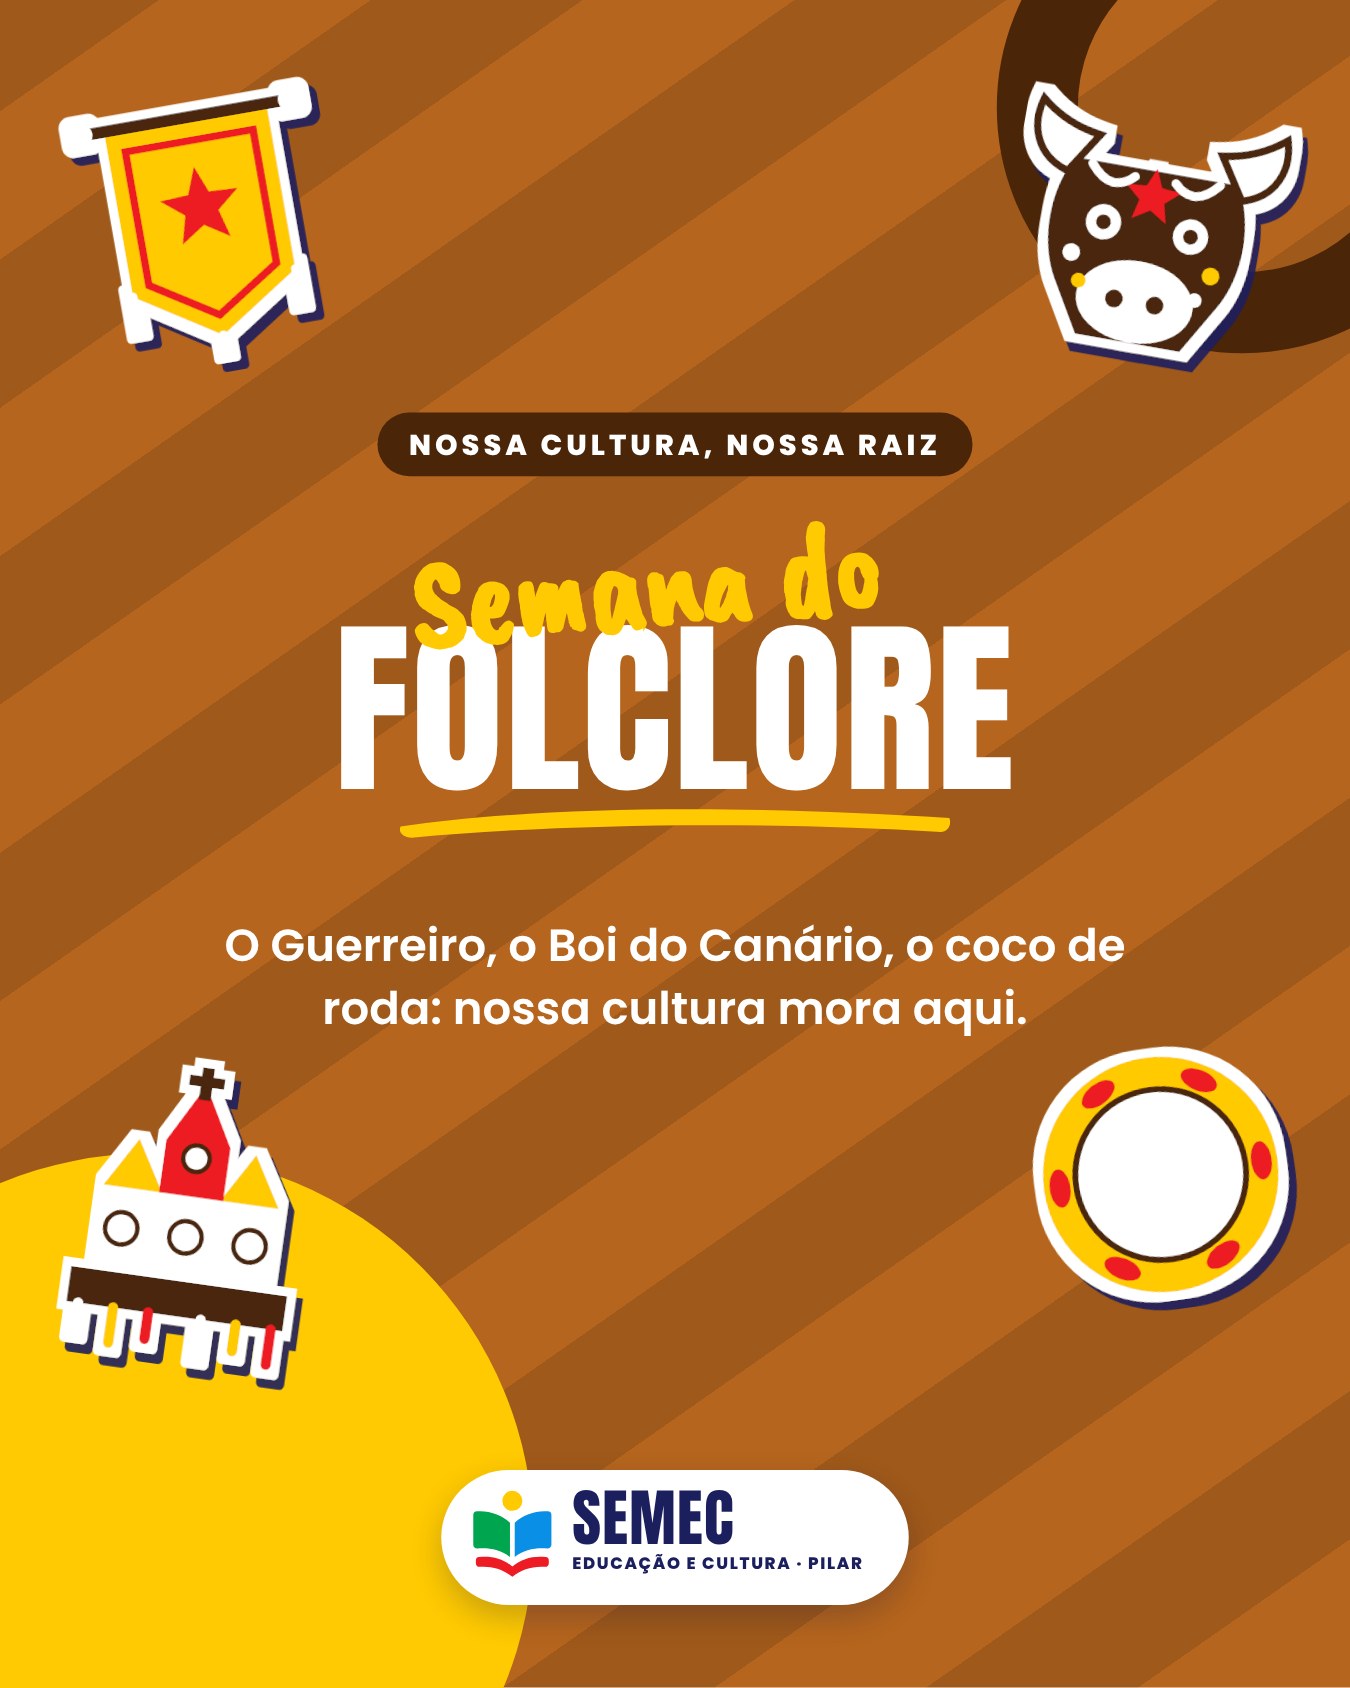 NOSSA CULTURA, NOSSA RAIZ
Semana do
FOLCLORE
O Guerreiro, o Boi do Canário, o coco de
roda: nossa cultura mora aqui.
SEMEC
EDUCAÇÃO E CULTURA · PILAR